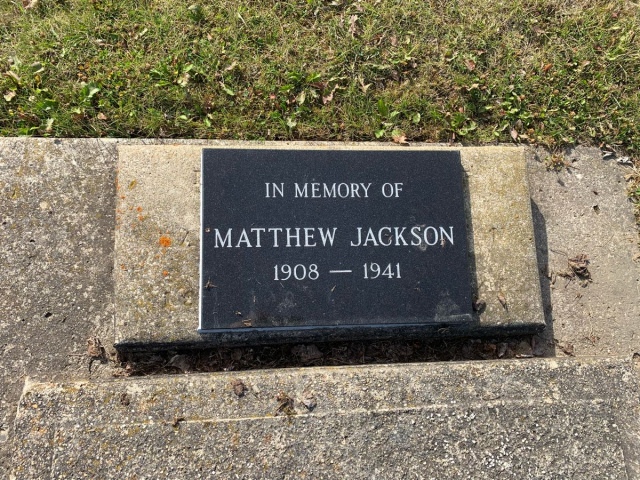 IN MEMORY OF
MATTHEW JACKSON
1908 — 1941